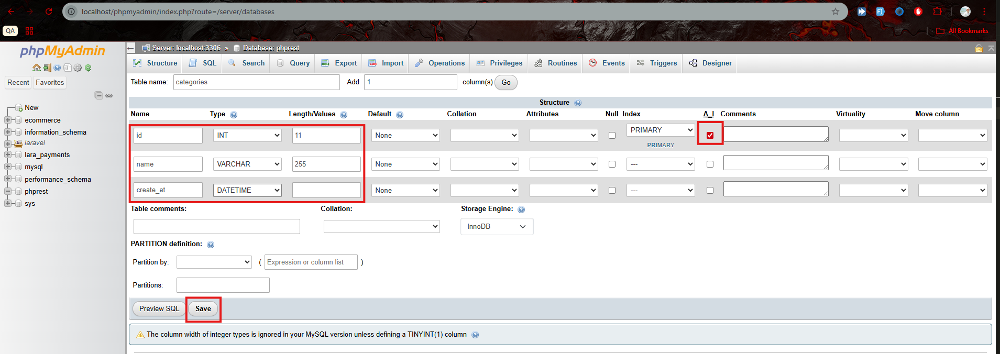 localhost/phpmyadmin/index.php?route=/server/databases
QA
All Bookmarks
phpMyAdmin
Recent
Favorites
New
ecommerce
information_schema
laravel
lara_payments
mysql
performance_schema
phprest
sys
Server: localhost:3306 » Database: phprest
Structure SQL Search Query Export Import Operations Privileges Routines Events Triggers Designer
Table name: categories Add 1 column(s) Go
Structure
Name Type Length/Values Default Collation Attributes Null Index A_I Comments Virtuality Move column
id INT 11 None PRIMARY
PRIMARY
name VARCHAR 255 None ---
create_at DATETIME None ---
Table comments: Collation: Storage Engine:
InnoDB
PARTITION definition:
Partition by: ( Expression or column list )
Partitions:
Preview SQL Save
The column width of integer types is ignored in your MySQL version unless defining a TINYINT(1) column